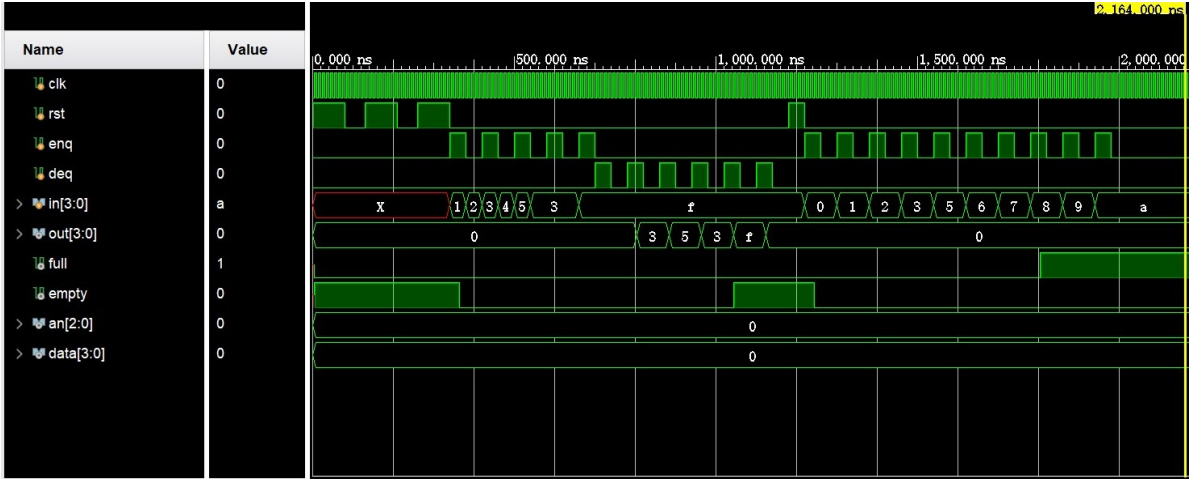 2,164.000 ns
Name Value
0.000 ns 500.000 ns 1,000.000 ns 1,500.000 ns 2,000.000
clk 0
rst 0
enq 0
deq 0
in[3:0] a X 1 2 3 4 5 3 f 0 1 2 3 5 6 7 8 9 a
out[3:0] 0 0 3 5 3 f 0
full 1
empty 0
an[2:0] 0 0
data[3:0] 0 0